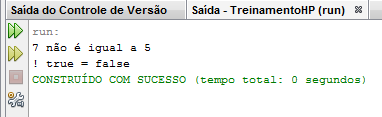 Saída do Controle de Versão Saída - TreinamentoHP (run)
run:
7 não é igual a 5
! true = false
CONSTRUÍDO COM SUCESSO (tempo total: 0 segundos)